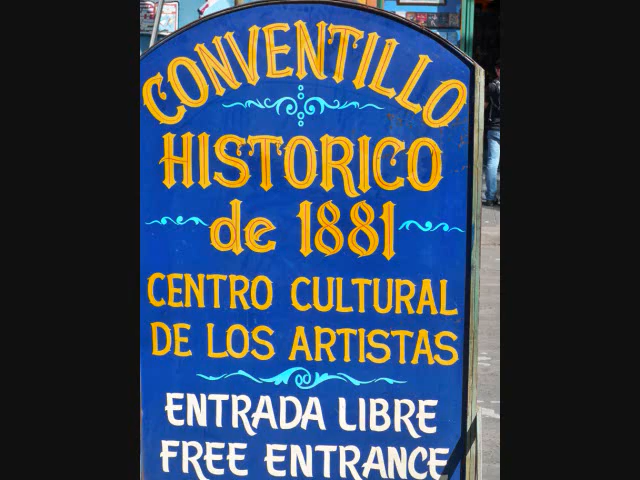 CONVENTILLO
HISTORICO
de 1881
CENTRO CULTURAL
DE LOS ARTISTAS
ENTRADA LIBRE
FREE ENTRANCE